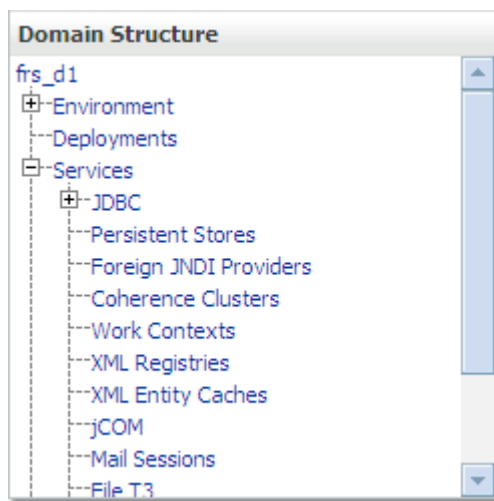 Domain Structure
frs_d1
Environment
Deployments
Services
JDBC
Persistent Stores
Foreign JNDI Providers
Coherence Clusters
Work Contexts
XML Registries
XML Entity Caches
jCOM
Mail Sessions
File T3